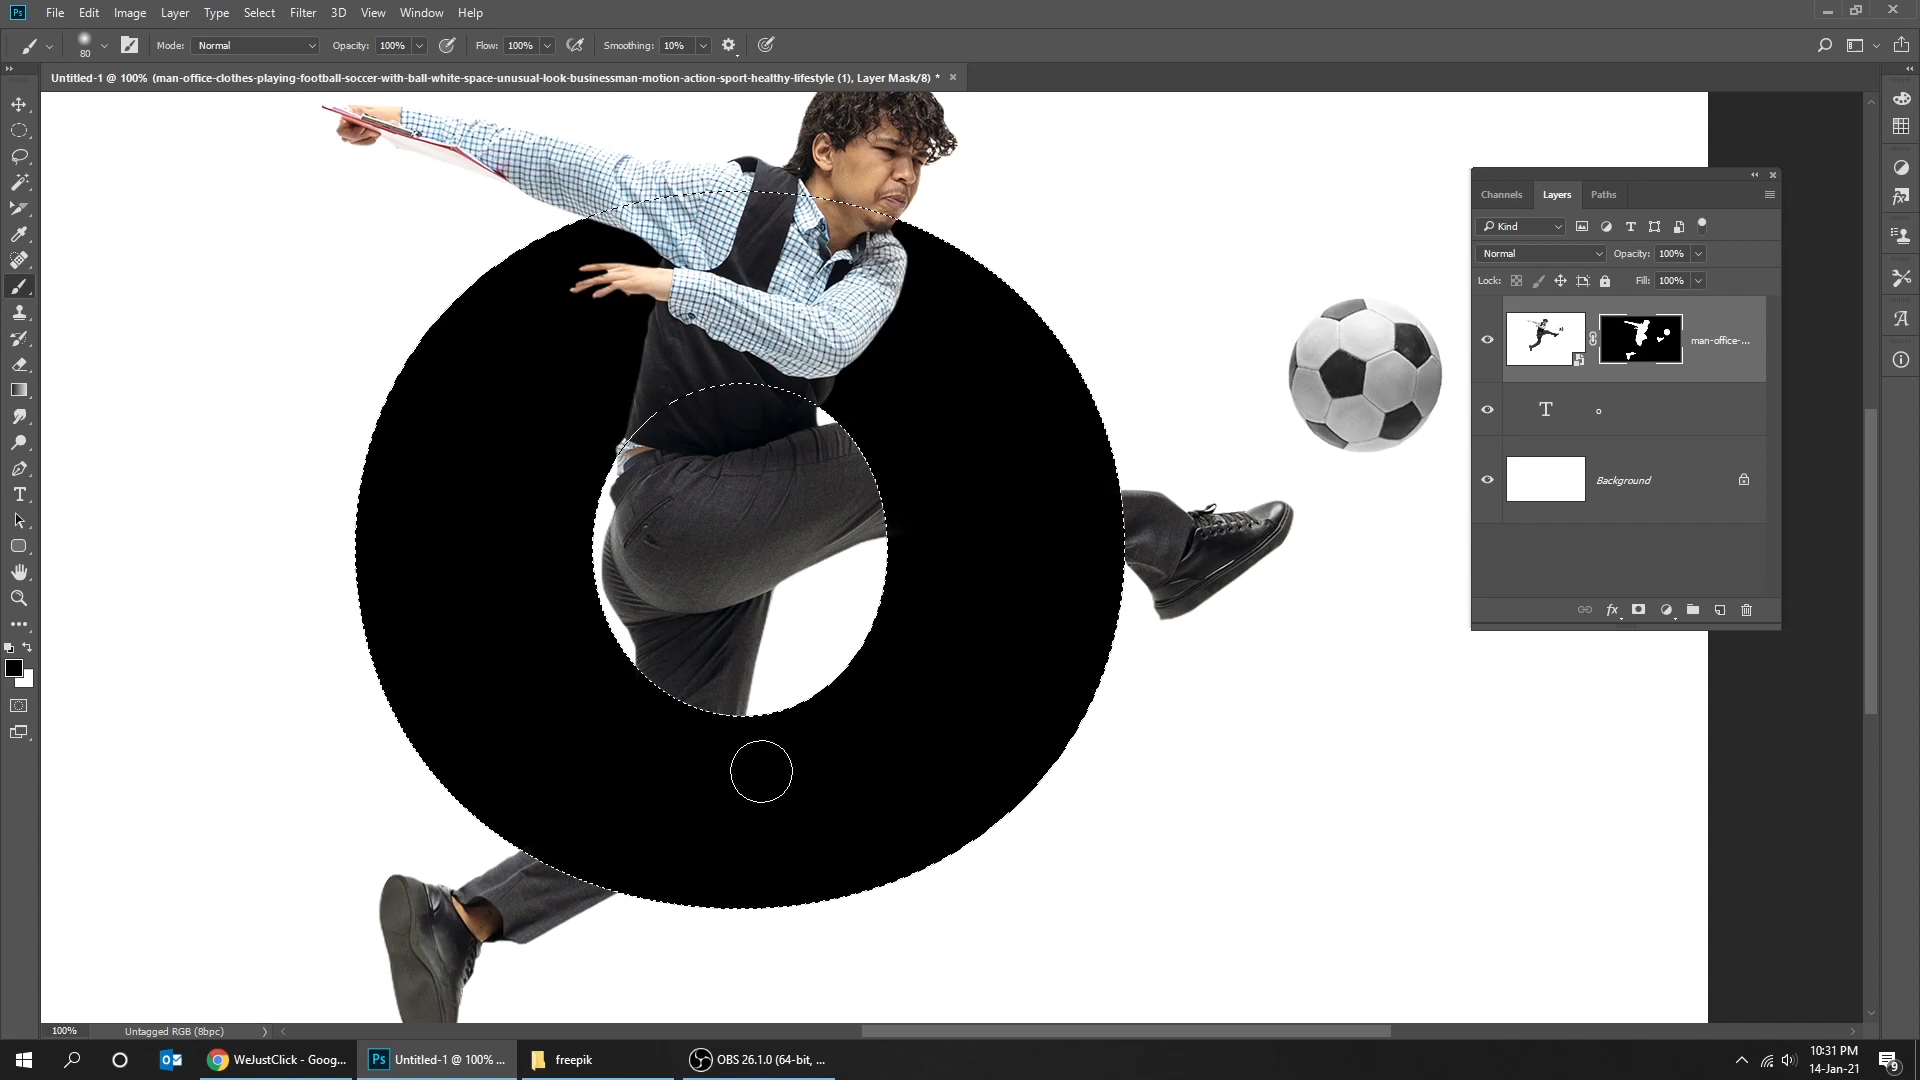 Ps File Edit Image Layer Type Select Filter 3D View Window Help
80 Mode: Normal Opacity: 100% Flow: 100% Smoothing: 10%
Untitled-1 @ 100% (man-office-clothes-playing-football-soccer-with-ball-white-space-unusual-look-businessman-motion-action-sport-healthy-lifestyle (1), Layer Mask/8) *
Channels Layers Paths
Kind
Normal Opacity: 100%
Lock: Fill: 100%
man-office-...
T o
Background
fx
100% Untagged RGB (8bpc)
WeJustClick - Goog...
Ps Untitled-1 @ 100% ...
freepik
OBS 26.1.0 (64-bit, ...
10:31 PM
14-Jan-21
9